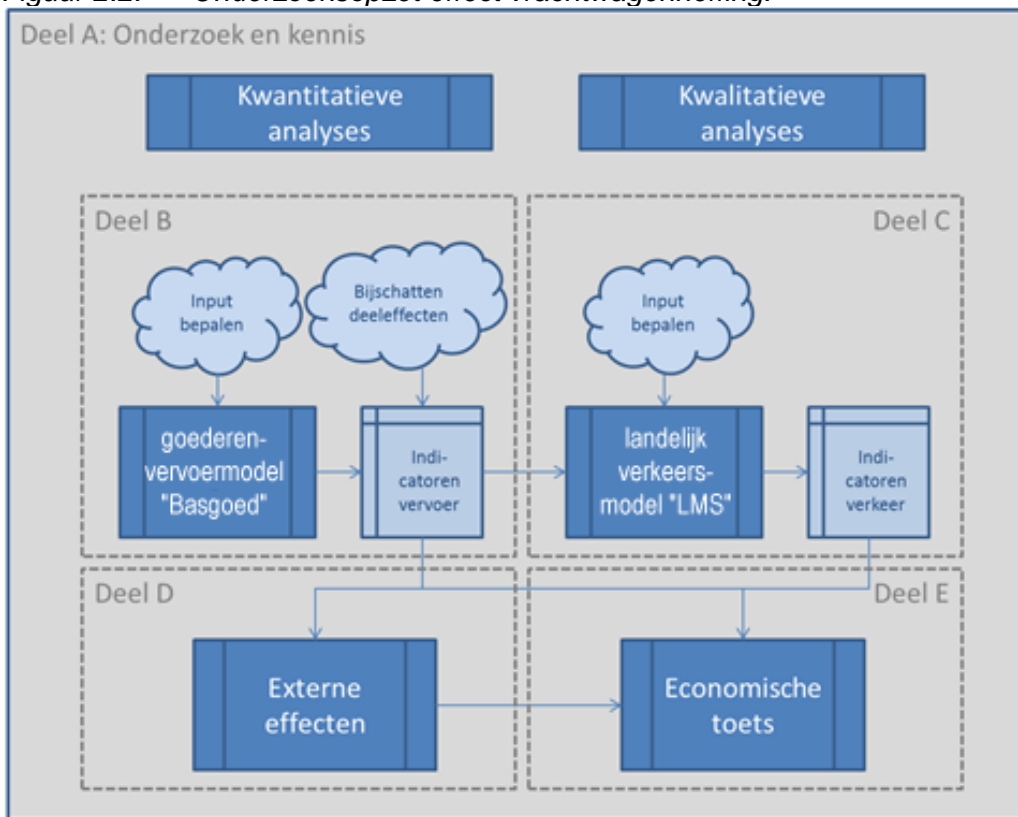 Deel A: Onderzoek en kennis
Kwantitatieve
analyses
Kwalitatieve
analyses
Deel B
Input
bepalen
Bijschatten
deeleffecten
goederen-
vervoermodel
"Basgoed"
Indi-
catoren
vervoer
Deel C
Input
bepalen
landelijk
verkeers-
model "LMS"
Indi-
catoren
verkeer
Deel D
Externe
effecten
Deel E
Economische
toets